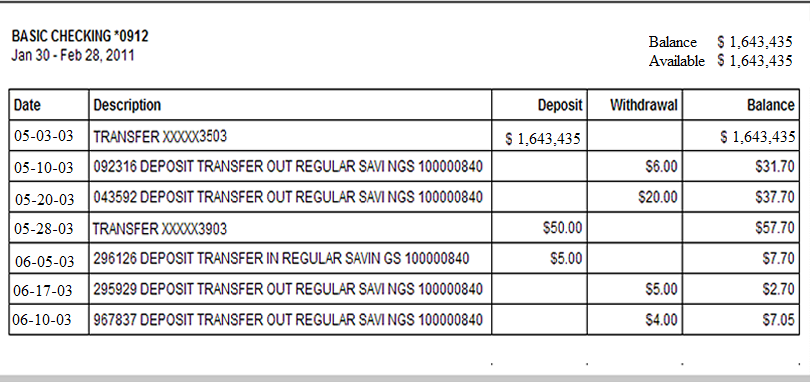 BASIC CHECKING *0912
Jan 30 - Feb 28, 2011
Balance $ 1,643,435
Available $ 1,643,435
Date Description Deposit Withdrawal Balance
05-03-03 TRANSFER XXXXX3503 $ 1,643,435 $ 1,643,435
05-10-03 092316 DEPOSIT TRANSFER OUT REGULAR SAVI NGS 100000840 $6.00 $31.70
05-20-03 043592 DEPOSIT TRANSFER OUT REGULAR SAVI NGS 100000840 $20.00 $37.70
05-28-03 TRANSFER XXXXX3903 $50.00 $57.70
06-05-03 296126 DEPOSIT TRANSFER IN REGULAR SAVIN GS 100000840 $5.00 $7.70
06-17-03 295929 DEPOSIT TRANSFER OUT REGULAR SAVI NGS 100000840 $5.00 $2.70
06-10-03 967837 DEPOSIT TRANSFER OUT REGULAR SAVI NGS 100000840 $4.00 $7.05